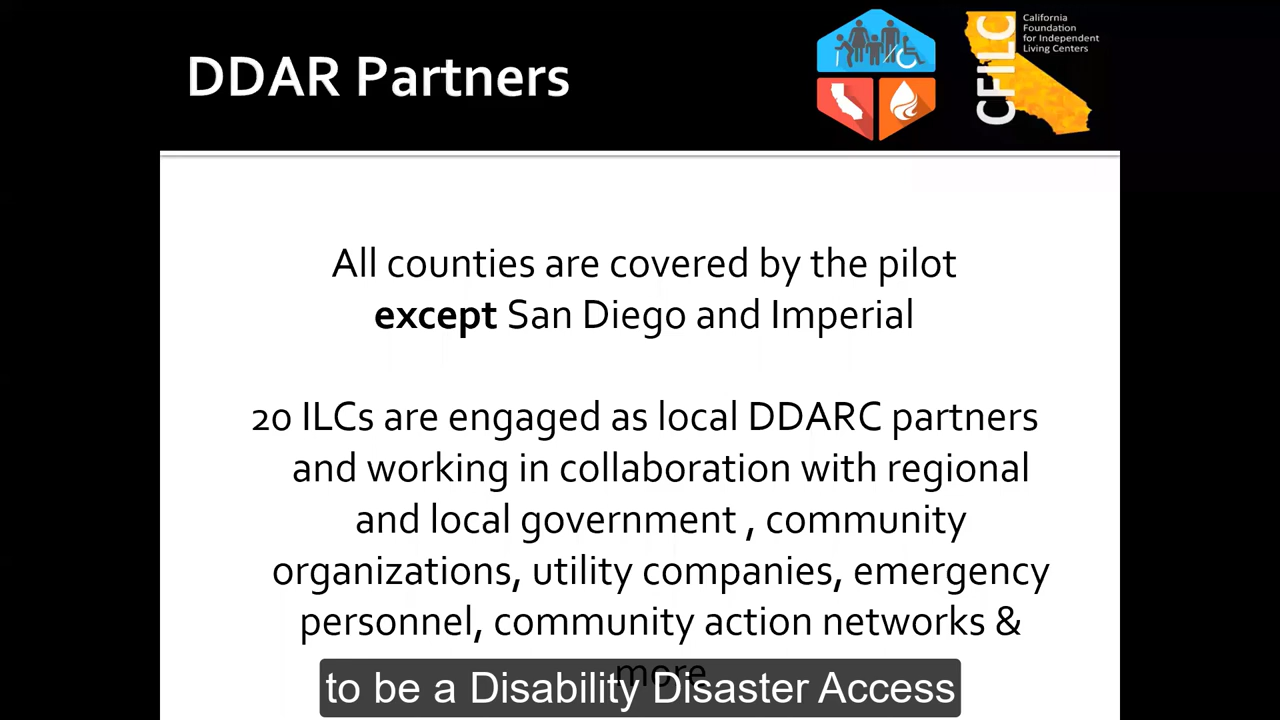 DDAR Partners
CFILC
California
Foundation
for Independent
Living Centers
All counties are covered by the pilot
except San Diego and Imperial
20 ILCs are engaged as local DDARC partners
and working in collaboration with regional
and local government , community
organizations, utility companies, emergency
personnel, community action networks &
more
to be a Disability Disaster Access